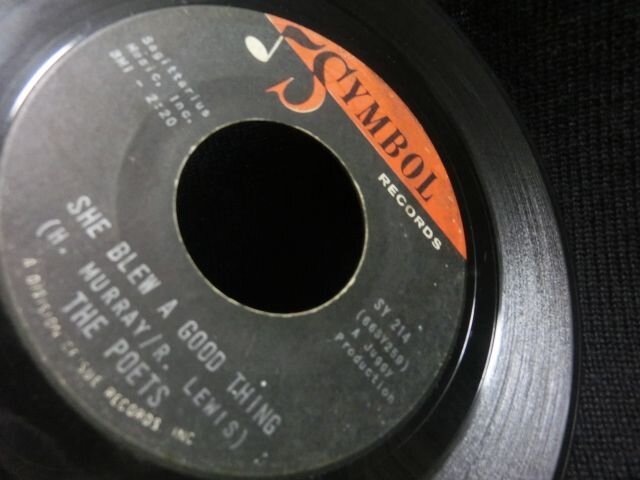 SYMBOL
RECORDS
Sagittarius
Music, Inc.
BMI - 2:20
SY 214
A Juggy
Production
SHE BLEW A GOOD THING
(H. MURRAY/R. LEWIS)
THE POETS
A DIVISION OF SUE RECORDS INC.